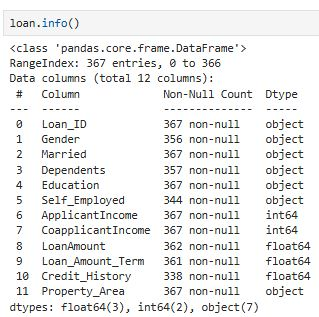 loan.info()
<class 'pandas.core.frame.DataFrame'>
RangeIndex: 367 entries, 0 to 366
Data columns (total 12 columns):
 #   Column             Non-Null Count  Dtype
---  ------             --------------  -----
 0   Loan_ID            367 non-null    object
 1   Gender             356 non-null    object
 2   Married            367 non-null    object
 3   Dependents         357 non-null    object
 4   Education          367 non-null    object
 5   Self_Employed      344 non-null    object
 6   ApplicantIncome    367 non-null    int64
 7   CoapplicantIncome  367 non-null    int64
 8   LoanAmount         362 non-null    float64
 9   Loan_Amount_Term   361 non-null    float64
 10  Credit_History     338 non-null    float64
 11  Property_Area      367 non-null    object
dtypes: float64(3), int64(2), object(7)